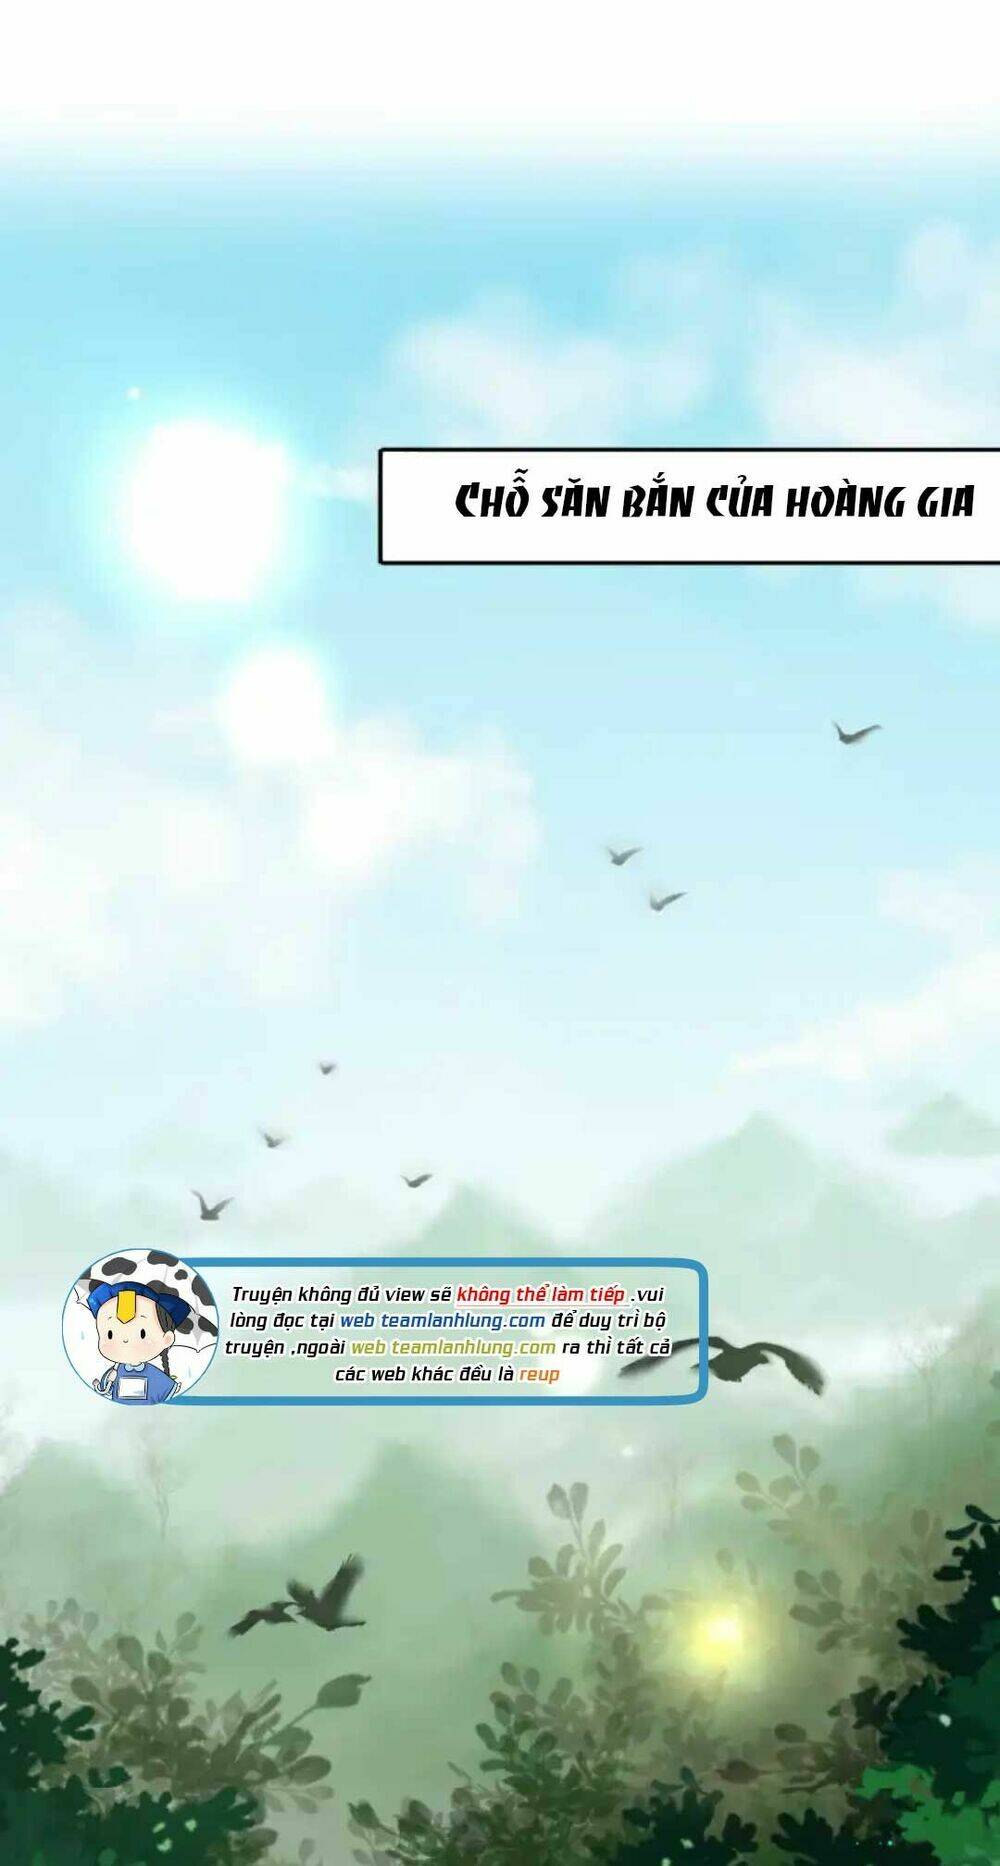 CHỖ SĂN BẮN CỦA HOÀNG GIA
Truyện không đủ view sẽ không thể làm tiếp .vui
lòng đọc tại web teamlanhlung.com để duy trì bộ
truyện ,ngoài web teamlanhlung.com ra thì tất cả
các web khác đều là reup